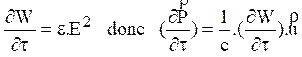 ∂W/∂τ = ε.E² donc (∂P^ρ/∂τ) = 1/c .(∂W/∂τ).u^ρ